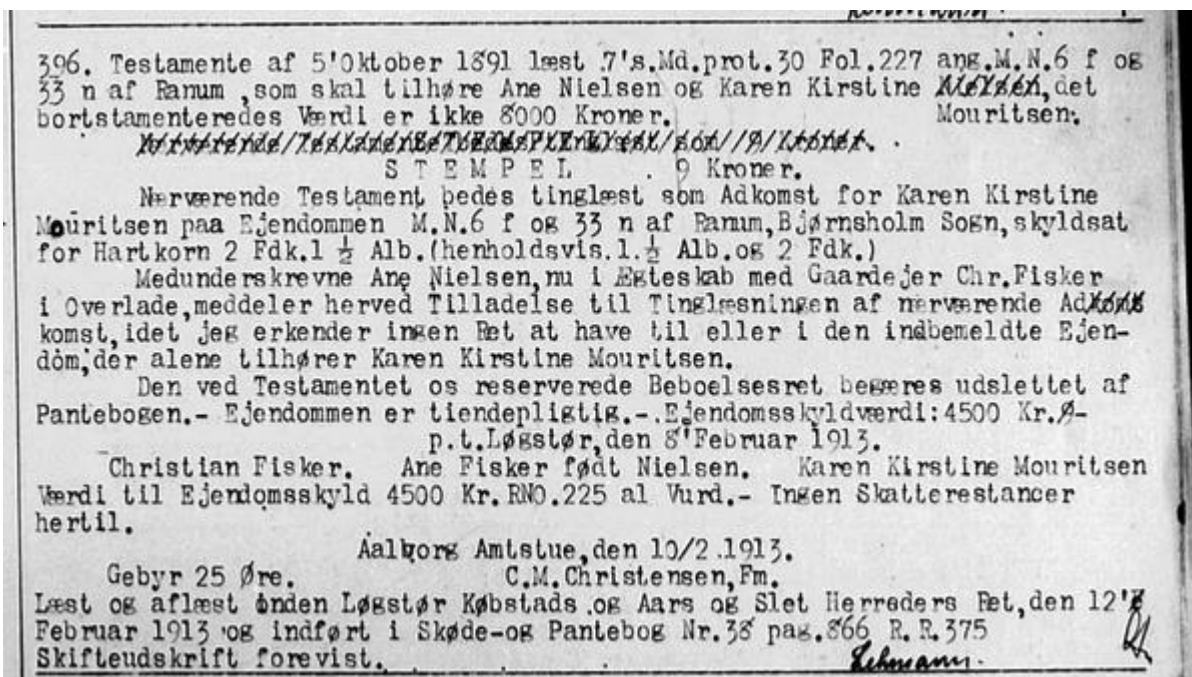 Lehmann.
396. Testamente af 5'Oktober 1891 læst 7's.Md.prot.30 Fol.227 ang.M.N.6 f og
33 n af Ranum ,som skal tilhøre Ane Nielsen og Karen Kirstine Nielsen,det
bortstamenteredes Værdi er ikke 8000 Kroner. Mouritsen.
S T E M P E L . 9 Kroner.
Nærværende Testament bedes tinglæst som Adkomst for Karen Kirstine
Mouritsen paa Ejendommen M.N.6 f og 33 n af Ranum,Bjørnsholm Sogn,skyldsat
for Hartkorn 2 Fdk.1 ½ Alb.(henholdsvis.1.½ Alb.og 2 Fdk.)
Medunderskrevne Ane Nielsen,nu i Ægteskab med Gaardejer Chr.Fisker
i Overlade,meddeler herved Tilladelse til Tinglæsningen af nærværende Ad
komst,idet jeg erkender ingen Ret at have til eller i den indbemeldte Ejen-
dom,der alene tilhører Karen Kirstine Mouritsen.
Den ved Testamentet os reserverede Beboelsesret begæres udslettet af
Pantebogen.- Ejendommen er tiendepligtig.-.Ejendomsskyldværdi:4500 Kr.Ø-
p.t.Løgstør,den 8'Februar 1913.
Christian Fisker. Ane Fisker født Nielsen. Karen Kirstine Mouritsen
Værdi til Ejendomsskyld 4500 Kr.RNO.225 al Vurd.- Ingen Skatterestancer
hertil.
Aalborg Amtstue,den 10/2.1913.
Gebyr 25 Øre. C.M.Christensen,Fm.
Læst og aflæst inden Løgstør Købstads .og Aars og Slet Herreders Ret,den 12'
Februar 1913 og indført i Skøde-og Pantebog Nr.38 pag.866 R.R.375
Skifteudskrift forevist. Lehmann.